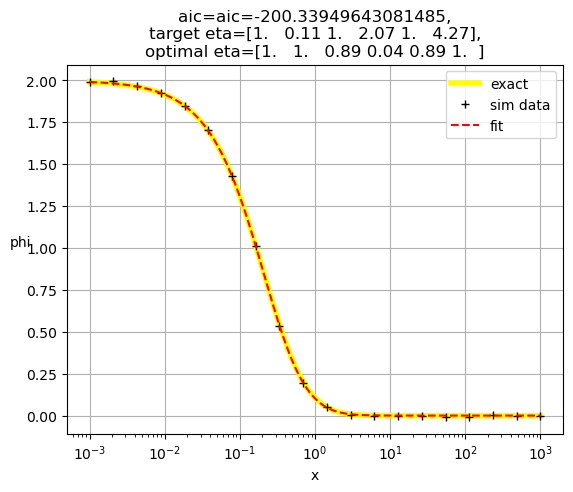 aic=aic=-200.33949643081485,
target eta=[1.   0.11 1.   2.07 1.   4.27],
optimal eta=[1.   1.   0.89 0.04 0.89 1.  ]
2.00
1.75
1.50
1.25
1.00
0.75
0.50
0.25
0.00
phi
exact
sim data
fit
10⁻³
10⁻²
10⁻¹
10⁰
10¹
10²
10³
x